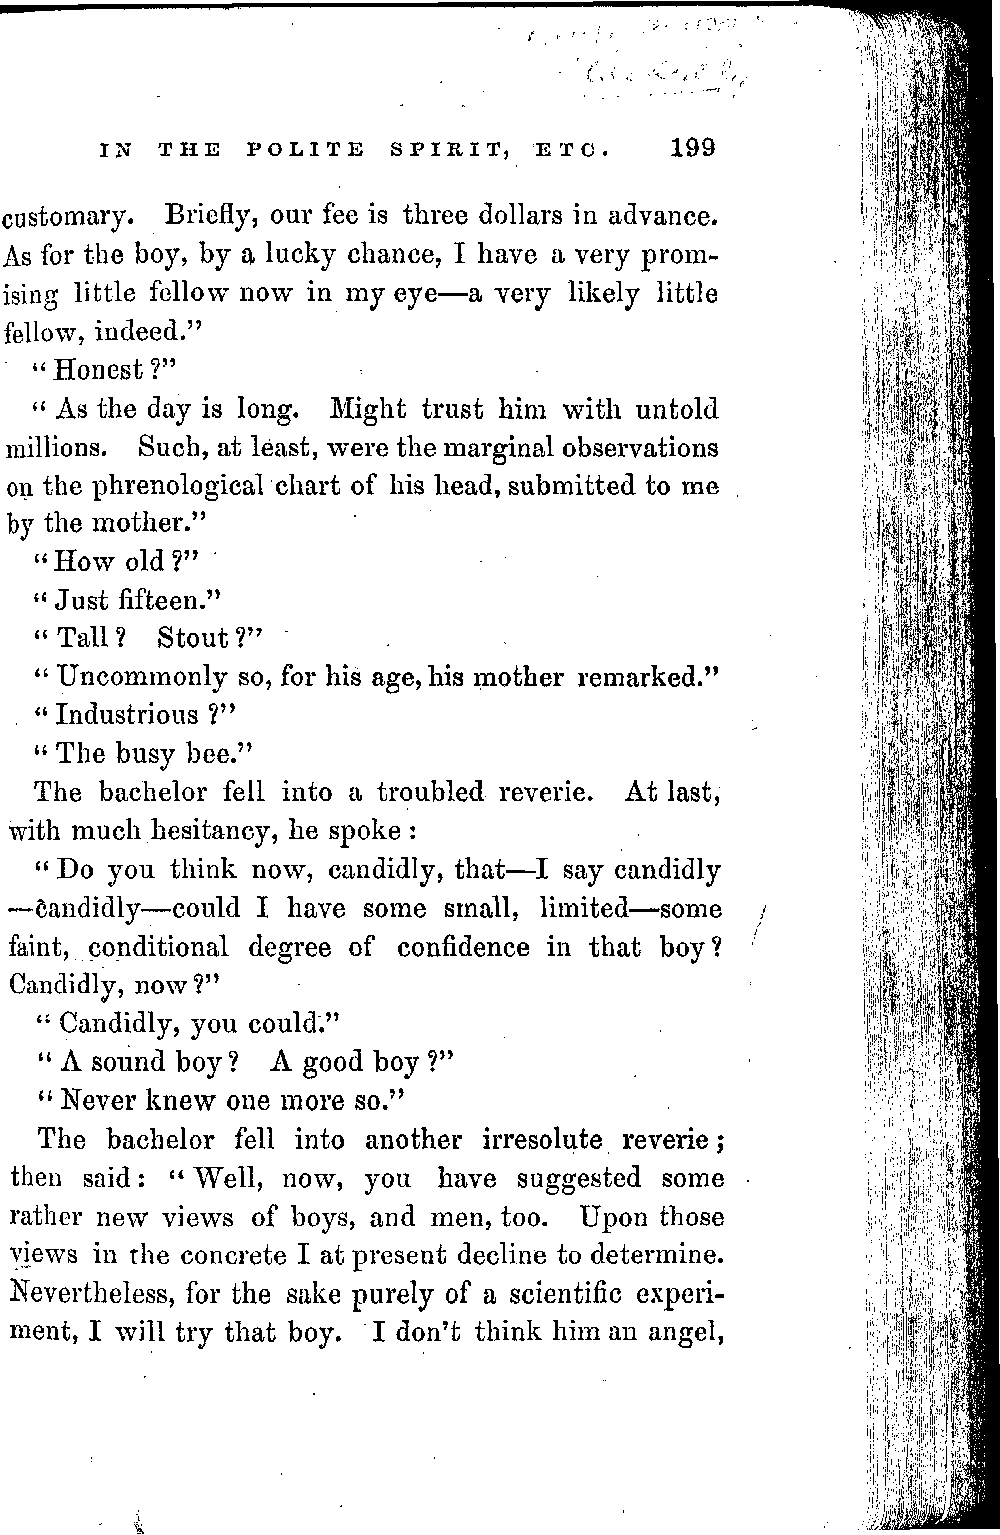 IN THE POLITE SPIRIT, ETC. 199
customary. Briefly, our fee is three dollars in advance.
As for the boy, by a lucky chance, I have a very prom-
ising little fellow now in my eye—a very likely little
fellow, indeed."
"Honest?"
"As the day is long. Might trust him with untold
millions. Such, at least, were the marginal observations
on the phrenological chart of his head, submitted to me
by the mother."
"How old?"
"Just fifteen."
"Tall? Stout?"
"Uncommonly so, for his age, his mother remarked."
"Industrious?"
"The busy bee."
The bachelor fell into a troubled reverie. At last,
with much hesitancy, he spoke:
"Do you think now, candidly, that—I say candidly
—candidly—could I have some small, limited—some
faint, conditional degree of confidence in that boy?
Candidly, now?"
"Candidly, you could."
"A sound boy? A good boy?"
"Never knew one more so."
The bachelor fell into another irresolute reverie;
then said: "Well, now, you have suggested some
rather new views of boys, and men, too. Upon those
views in the concrete I at present decline to determine.
Nevertheless, for the sake purely of a scientific experi-
ment, I will try that boy. I don't think him an angel,